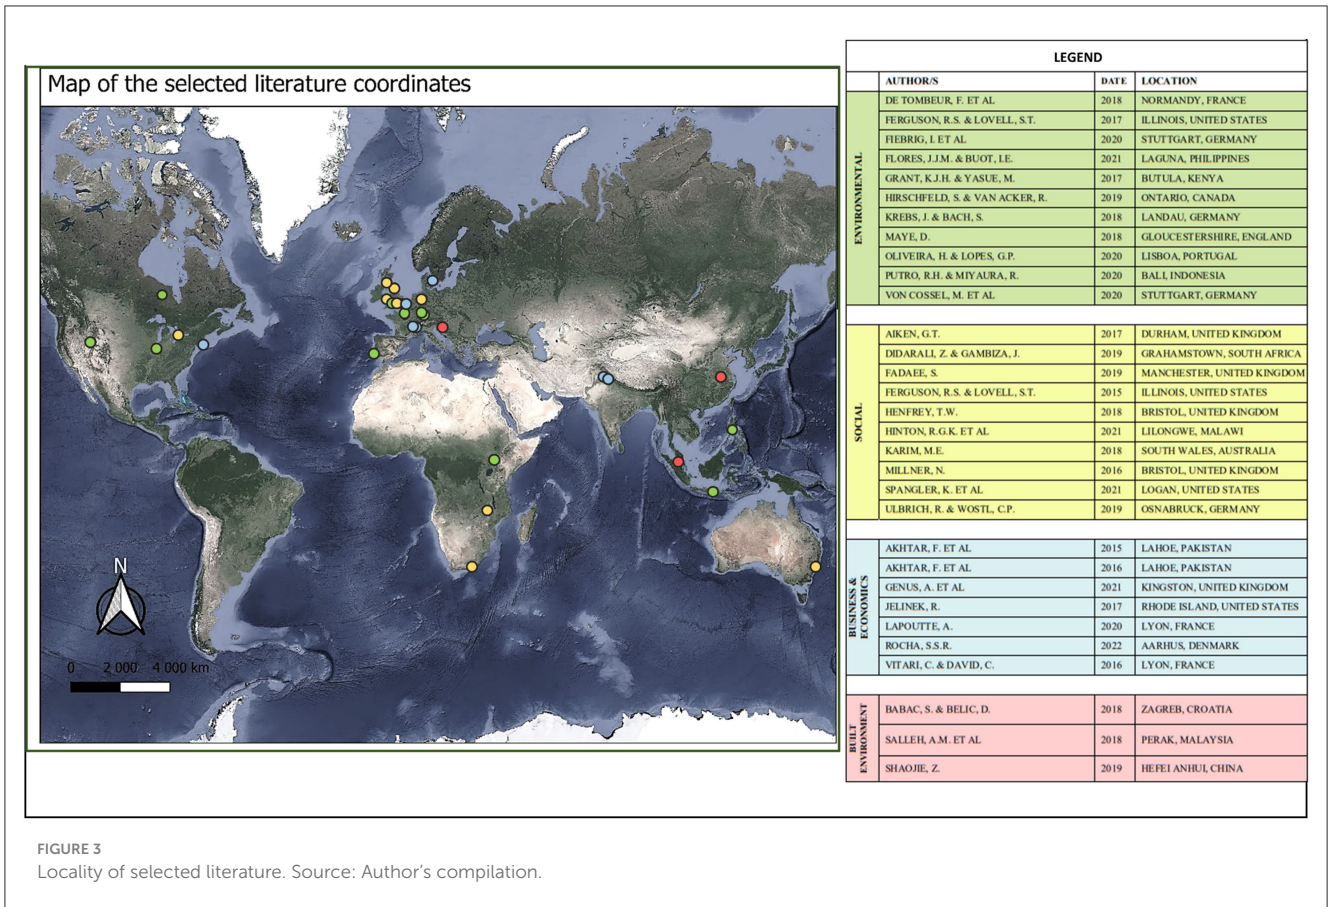 Map of the selected literature coordinates
N
0 2 000 4 000 km
LEGEND
AUTHOR/S DATE LOCATION
ENVIRONMENTAL
DE TOMBEUR, F. ET AL 2018 NORMANDY, FRANCE
FERGUSON, R.S. & LOVELL, S.T. 2017 ILLINOIS, UNITED STATES
FIEBRIG, I. ET AL 2020 STUTTGART, GERMANY
FLORES, J.J.M. & BUOT, I.E. 2021 LAGUNA, PHILIPPINES
GRANT, K.J.H. & YASUE, M. 2017 BUTULA, KENYA
HIRSCHFELD, S. & VAN ACKER, R. 2019 ONTARIO, CANADA
KREBS, J. & BACH, S. 2018 LANDAU, GERMANY
MAYE, D. 2018 GLOUCESTERSHIRE, ENGLAND
OLIVEIRA, H. & LOPES, G.P. 2020 LISBOA, PORTUGAL
PUTRO, R.H. & MIYAURA, R. 2020 BALI, INDONESIA
VON COSSEL, M. ET AL 2020 STUTTGART, GERMANY
SOCIAL
AIKEN, G.T. 2017 DURHAM, UNITED KINGDOM
DIDARALI, Z. & GAMBIZA, J. 2019 GRAHAMSTOWN, SOUTH AFRICA
FADAEE, S. 2019 MANCHESTER, UNITED KINGDOM
FERGUSON, R.S. & LOVELL, S.T. 2015 ILLINOIS, UNITED STATES
HENFREY, T.W. 2018 BRISTOL, UNITED KINGDOM
HINTON, R.G.K. ET AL 2021 LILONGWE, MALAWI
KARIM, M.E. 2018 SOUTH WALES, AUSTRALIA
MILLNER, N. 2016 BRISTOL, UNITED KINGDOM
SPANGLER, K. ET AL 2021 LOGAN, UNITED STATES
ULBRICH, R. & WOSTL, C.P. 2019 OSNABRUCK, GERMANY
BUSINESS &
ECONOMICS
AKHTAR, F. ET AL 2015 LAHOE, PAKISTAN
AKHTAR, F. ET AL 2016 LAHOE, PAKISTAN
GENUS, A. ET AL 2021 KINGSTON, UNITED KINGDOM
JELINEK, R. 2017 RHODE ISLAND, UNITED STATES
LAPOUTTE, A. 2020 LYON, FRANCE
ROCHA, S.S.R. 2022 AARHUS, DENMARK
VITARI, C. & DAVID, C. 2016 LYON, FRANCE
BUILT
ENVIRONMENT
BABAC, S. & BELIC, D. 2018 ZAGREB, CROATIA
SALLEH, A.M. ET AL 2018 PERAK, MALAYSIA
SHAOJIE, Z. 2019 HEFEI ANHUI, CHINA
FIGURE 3
Locality of selected literature. Source: Author's compilation.